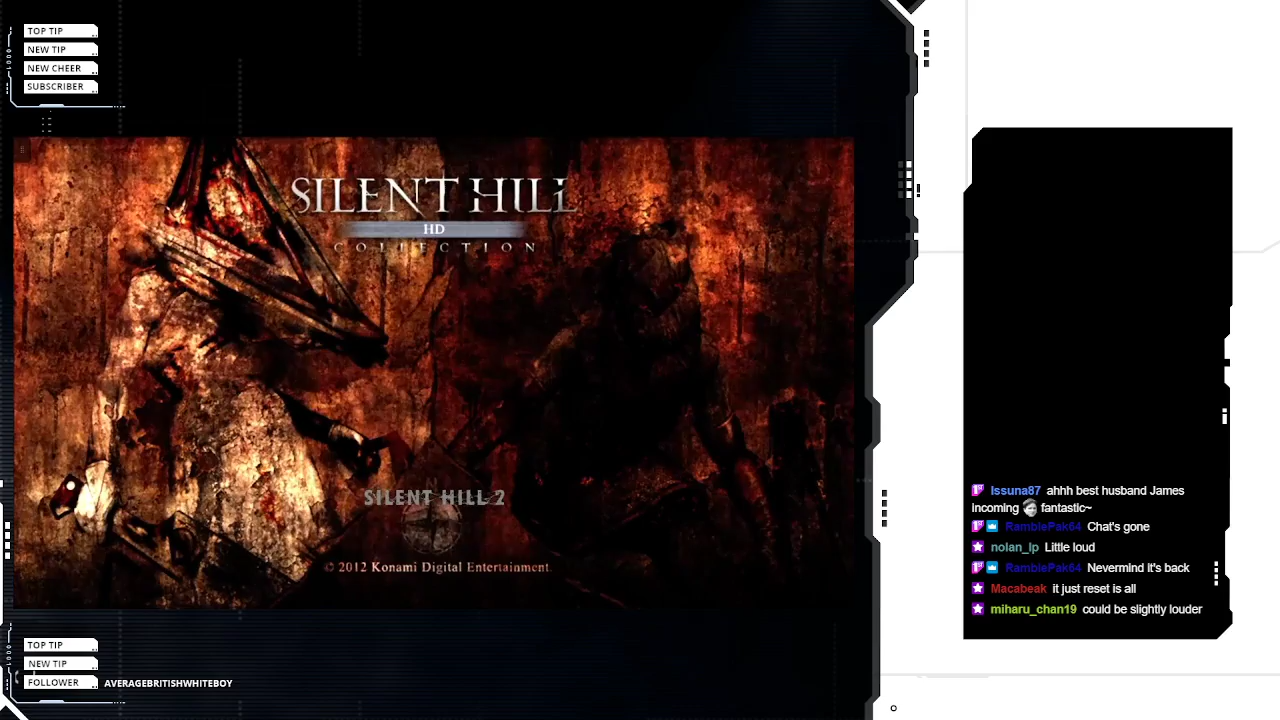 TOP TIP
NEW TIP
NEW CHEER
SUBSCRIBER
SILENT HILL
HD
COLLECTION
SILENT HILL 2
© 2012 Konami Digital Entertainment.
Issuna87 ahhh best husband James
incoming fantastic~
RamblePak64 Chat's gone
nolan_ip Little loud
RamblePak64 Nevermind It's back
Macabeak it just reset is all
miharu_chan19 could be slightly louder
TOP TIP
NEW TIP
FOLLOWER AVERAGEBRITISHWHITEBOY